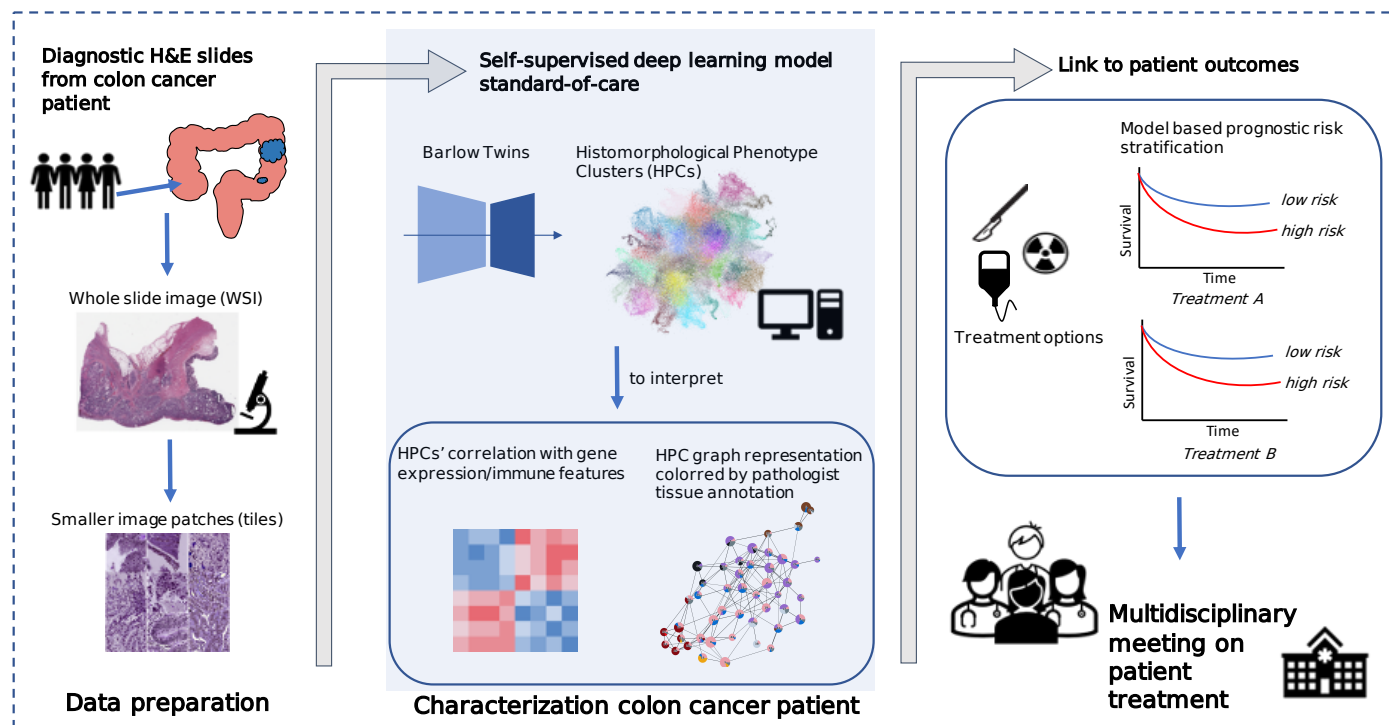 Diagnostic H&E slides
from colon cancer
patient
Whole slide image (WSI)
Smaller image patches (tiles)
Data preparation
Self-supervised deep learning model
standard-of-care
Barlow Twins
Histomorphological Phenotype
Clusters (HPCs)
to interpret
HPCs’ correlation with gene
expression/immune features
HPC graph representation
colorred by pathologist
tissue annotation
Characterization colon cancer patient
Link to patient outcomes
Model based prognostic risk
stratification
Survival
low risk
high risk
Time
Treatment A
Treatment options
Survival
low risk
high risk
Time
Treatment B
Multidisciplinary
meeting on
patient
treatment